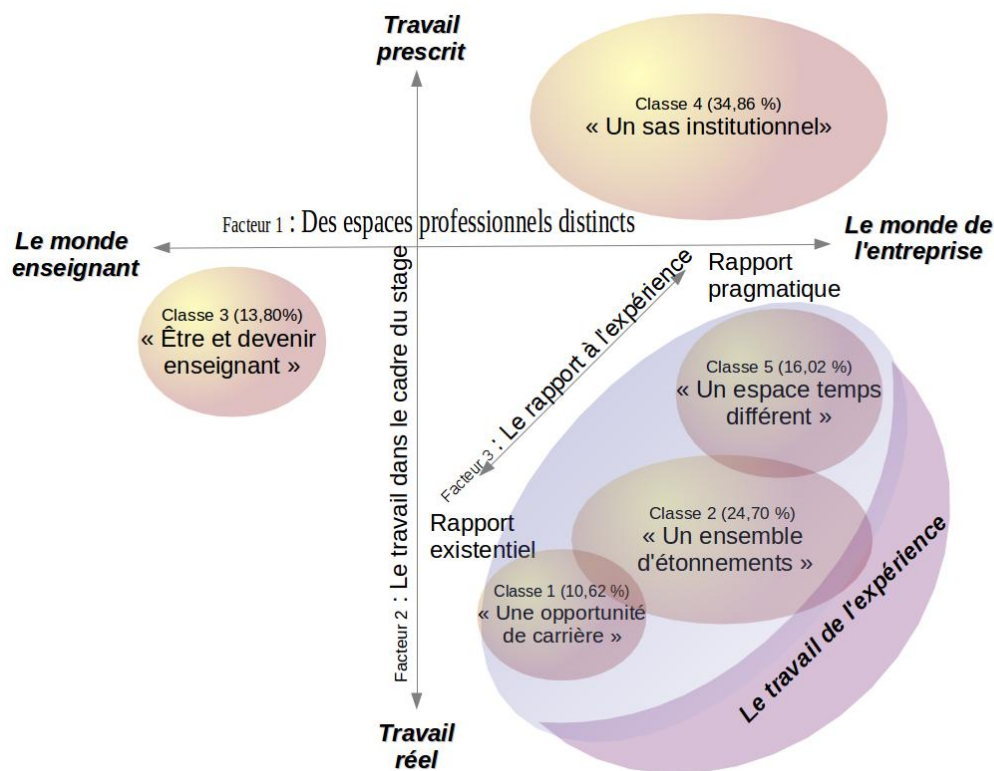 Travail
prescrit
Classe 4 (34,86 %)
« Un sas institutionnel»
Facteur 1 : Des espaces professionnels distincts
Le monde
enseignant
Le monde de
l'entreprise
Rapport
pragmatique
Classe 3 (13,80%)
« Être et devenir
enseignant »
Facteur 2 : Le travail dans le cadre du stage
Facteur 3 : Le rapport à l'expérience
Classe 5 (16,02 %)
« Un espace temps
différent »
Rapport
existentiel
Classe 2 (24,70 %)
« Un ensemble
d'étonnements »
Classe 1 (10,62 %)
« Une opportunité
de carrière »
Le travail de l'expérience
Travail
réel